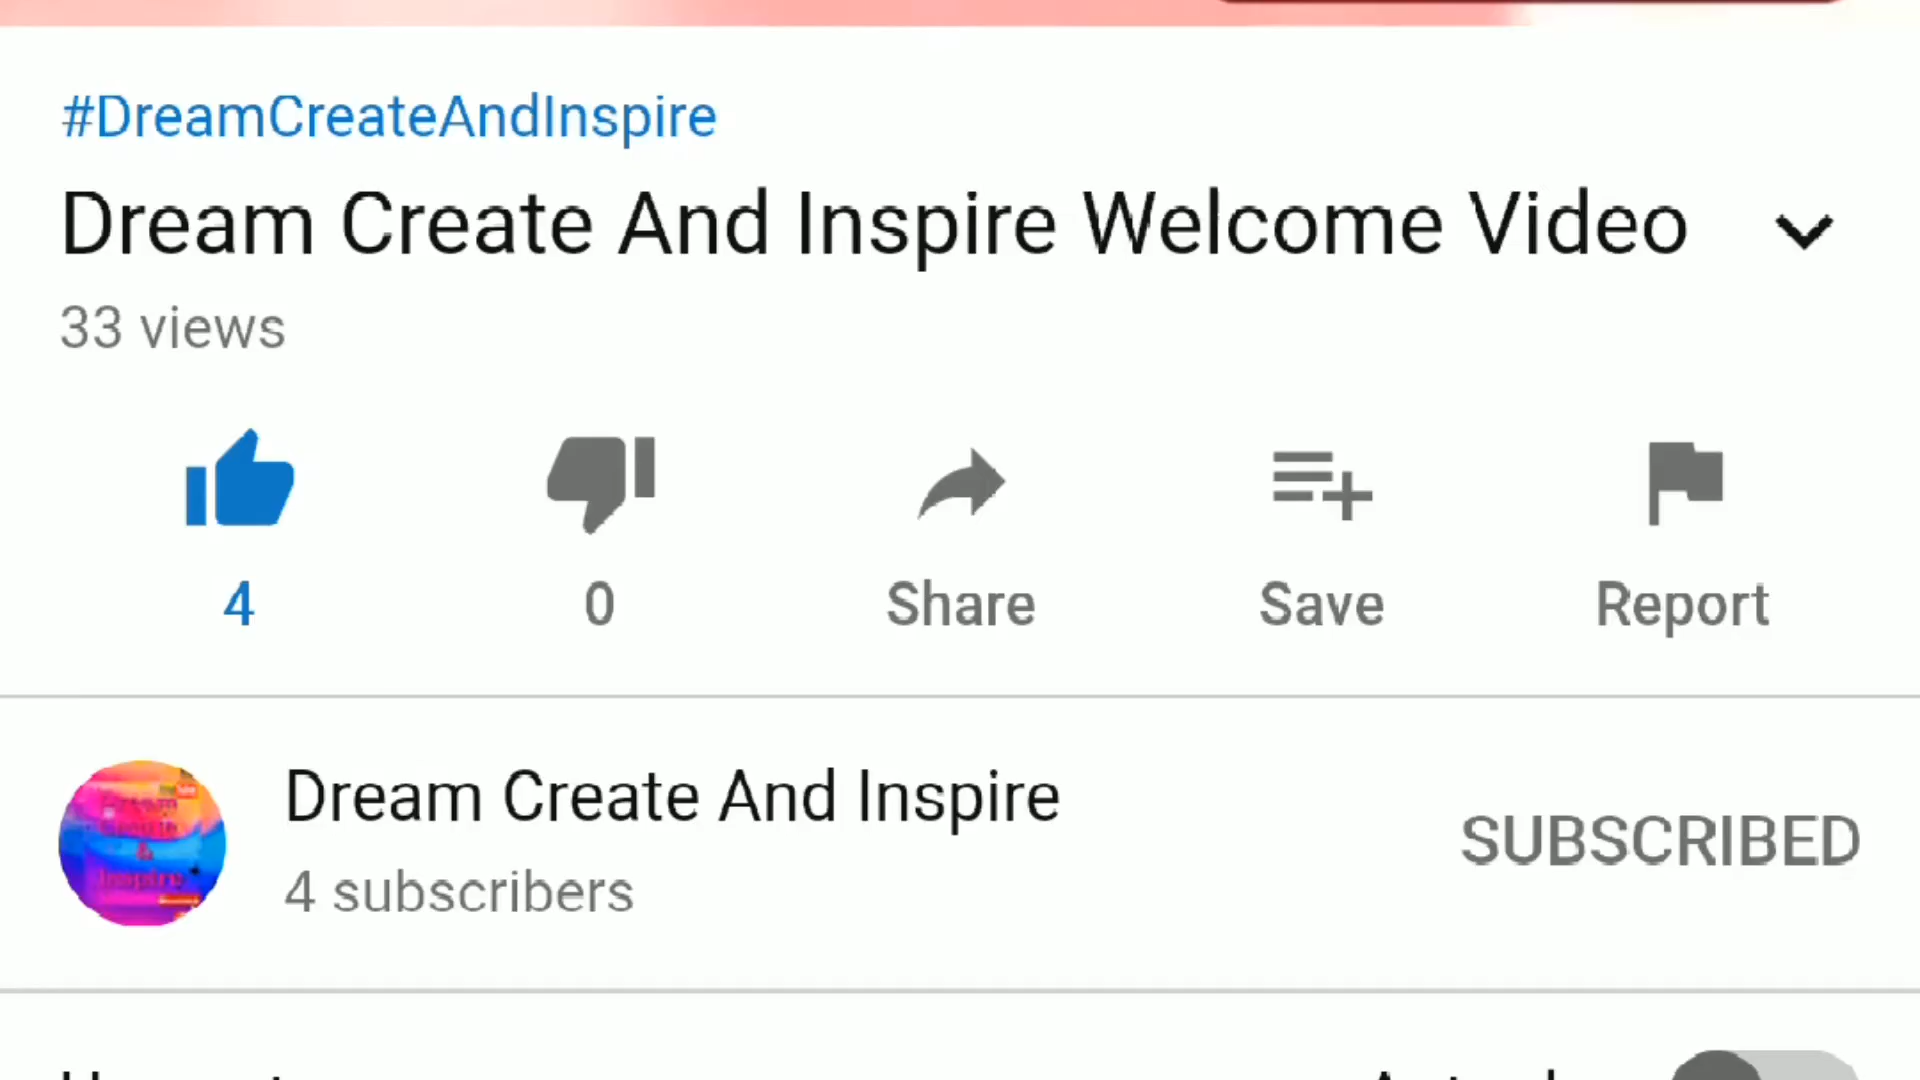 #DreamCreateAndInspire
Dream Create And Inspire Welcome Video
33 views
4
0
Share
Save
Report
Dream Create And Inspire
4 subscribers
SUBSCRIBED